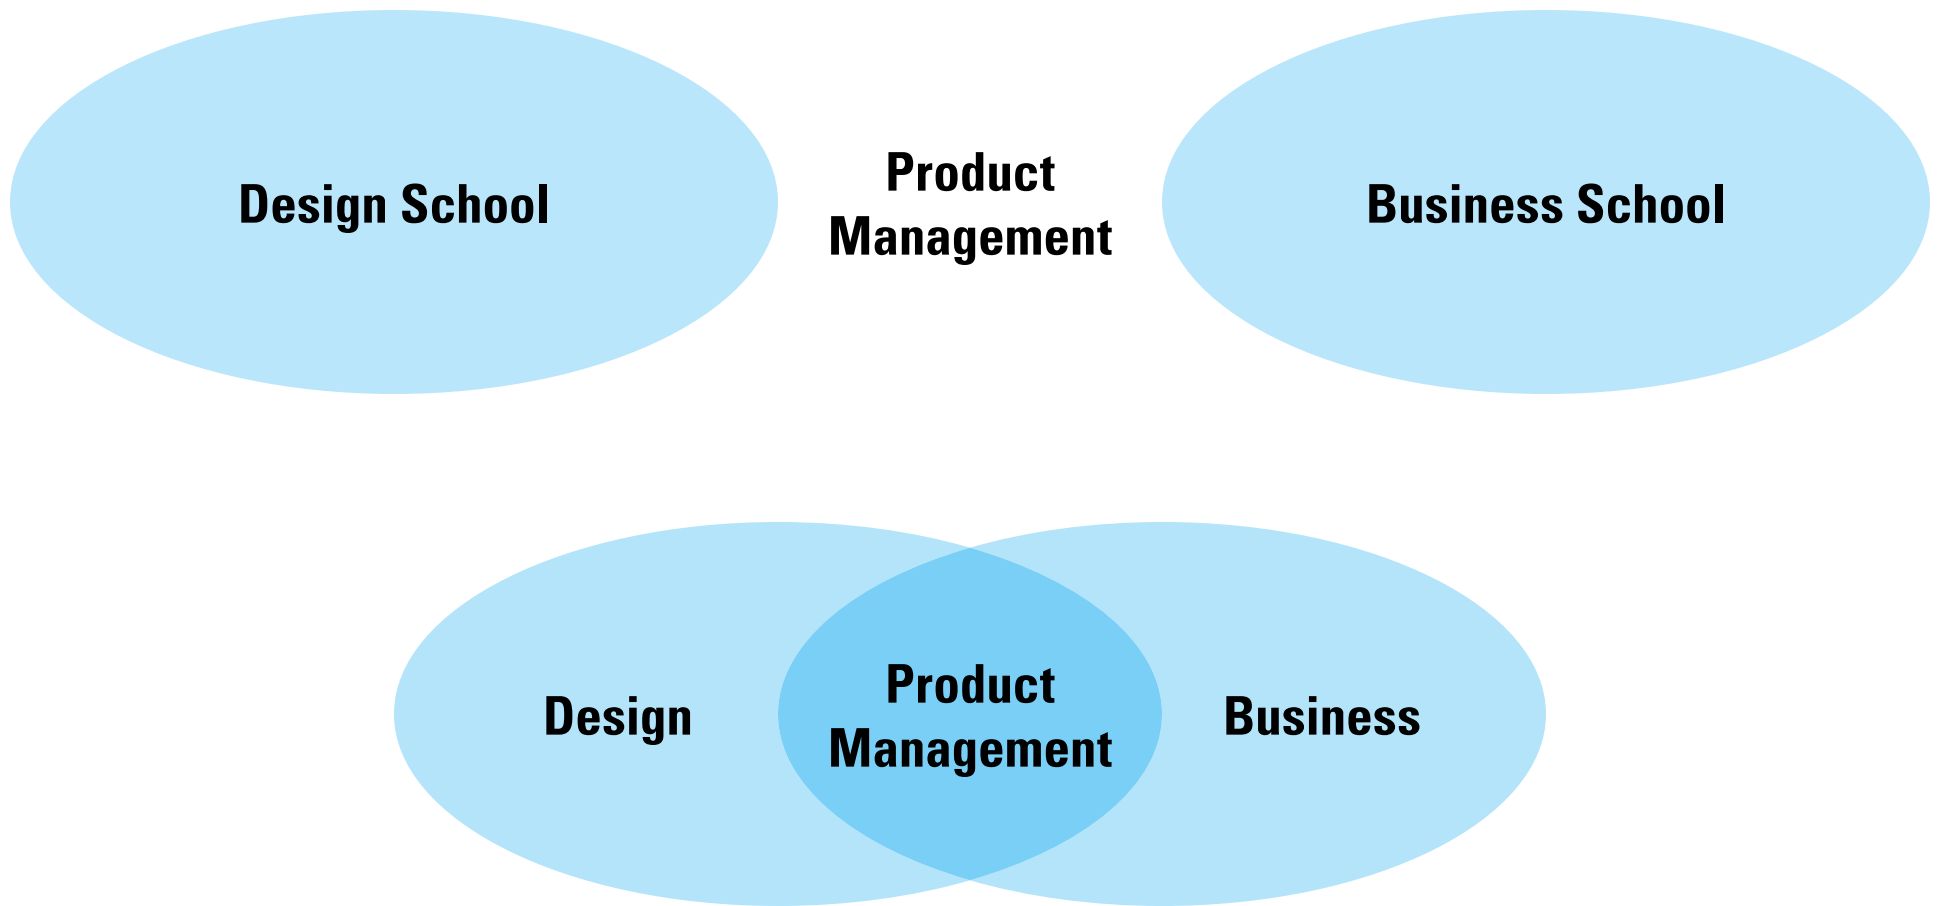 Design School
Product
Management
Business School
Design
Product
Management
Business